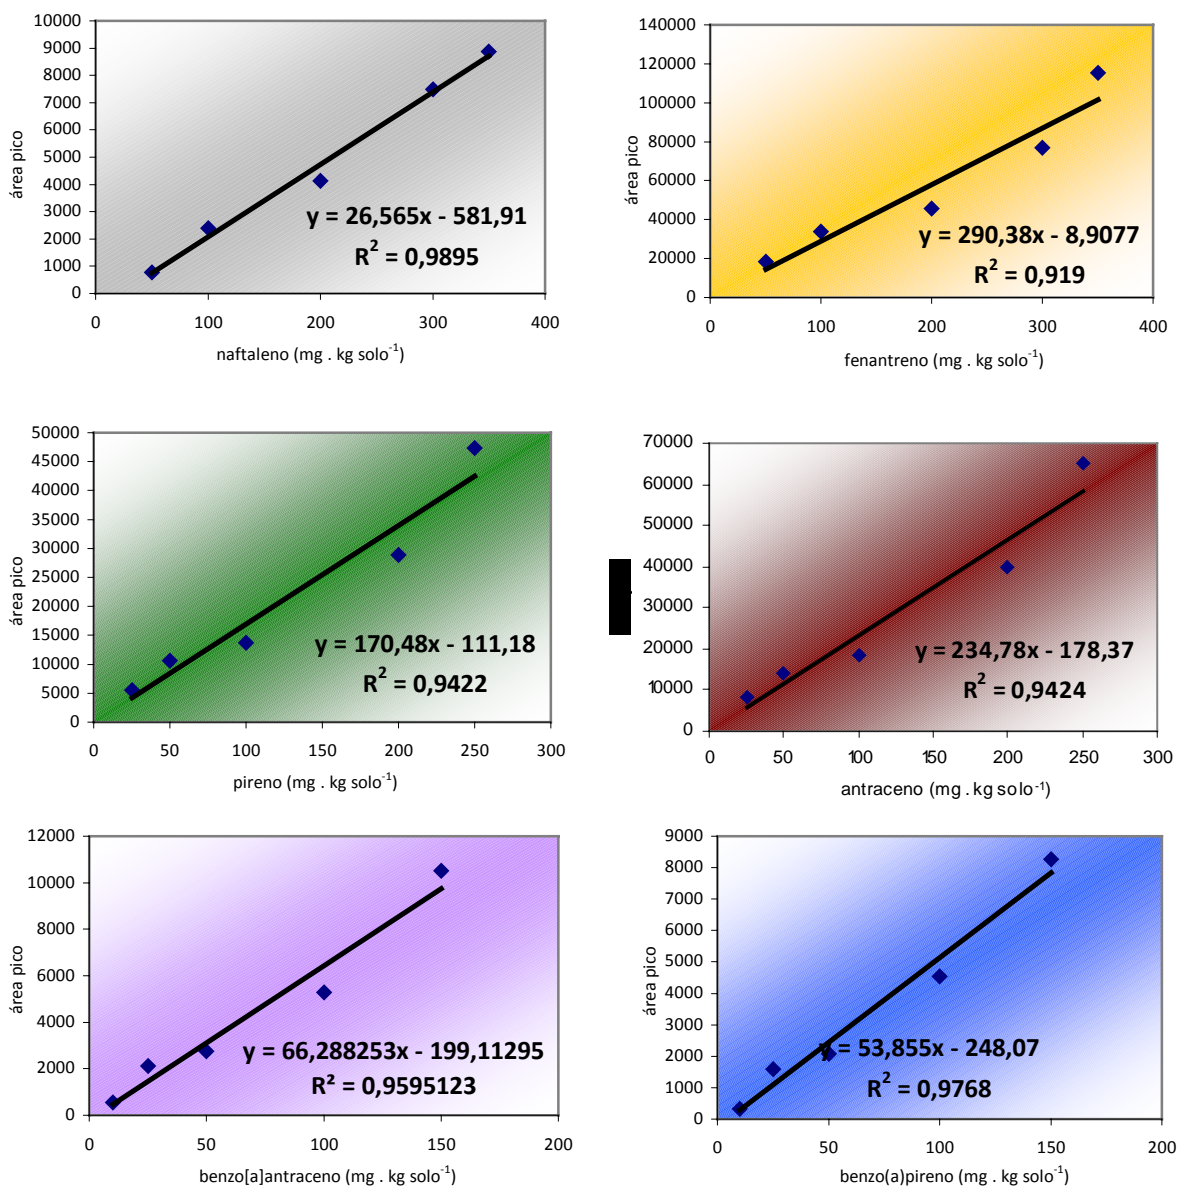 10000
9000
8000
7000
6000
5000
4000
3000
2000
1000
0
área pico
y = 26,565x - 581,91
R² = 0,9895
0 100 200 300 400
naftaleno (mg . kg solo⁻¹)
140000
120000
100000
80000
60000
40000
20000
0
área pico
y = 290,38x - 8,9077
R² = 0,919
0 100 200 300 400
fenantreno (mg . kg solo⁻¹)
50000
45000
40000
35000
30000
25000
20000
15000
10000
5000
0
área pico
y = 170,48x - 111,18
R² = 0,9422
0 50 100 150 200 250 300
pireno (mg . kg solo⁻¹)
70000
60000
50000
40000
30000
20000
10000
0
y = 234,78x - 178,37
R² = 0,9424
0 50 100 150 200 250 300
antraceno (mg . kg solo⁻¹)
12000
10000
8000
6000
4000
2000
0
área pico
y = 66,288253x - 199,11295
R² = 0,9595123
0 50 100 150 200
benzo[a]antraceno (mg . kg solo⁻¹)
9000
8000
7000
6000
5000
4000
3000
2000
1000
0
área pico
y = 53,855x - 248,07
R² = 0,9768
0 50 100 150 200
benzo(a)pireno (mg . kg solo⁻¹)